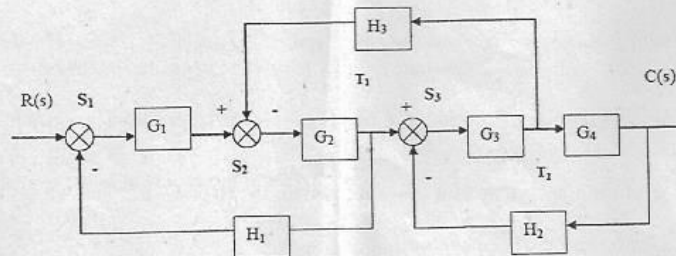 H3
T1
R(s) S1 C(s)
+ - + S3
G1 G2 G3 G4
S2 T2
- -
H1 H2